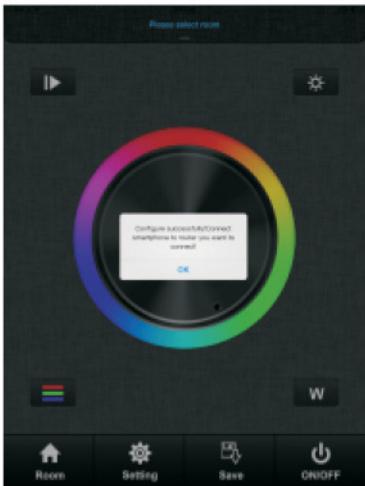 Please select room
Configure successfully!Connect
smartphone to router you want to
connect!
OK
W
Room
Setting
Save
ON/OFF